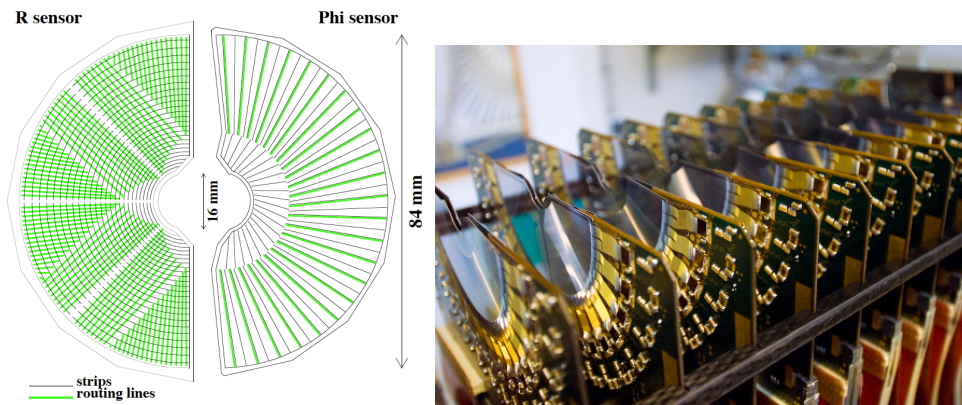 R sensor
Phi sensor
16 mm
84 mm
strips
routing lines